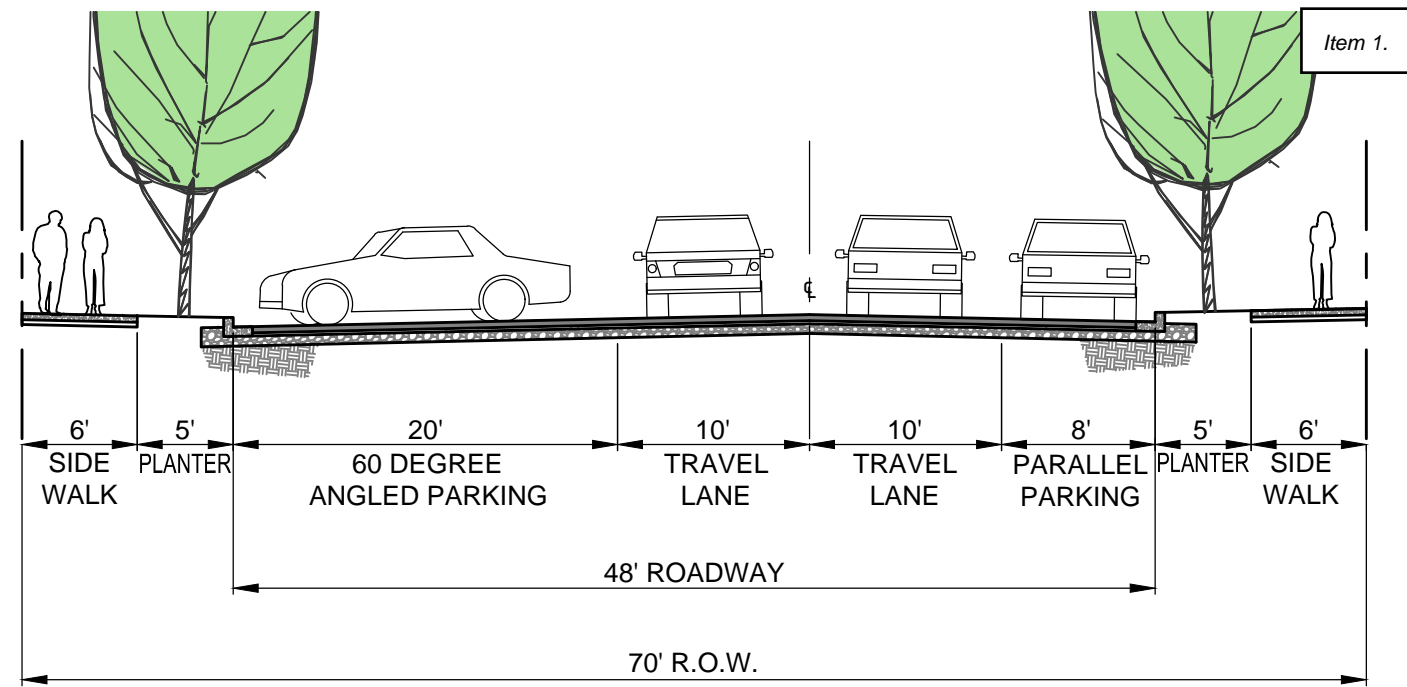 Item 1.
℄
6' 5' 20' 10' 10' 8' 5' 6'
SIDE WALK
PLANTER
60 DEGREE
ANGLED PARKING
TRAVEL
LANE
TRAVEL
LANE
PARALLEL
PARKING
PLANTER
SIDE
WALK
48' ROADWAY
70' R.O.W.